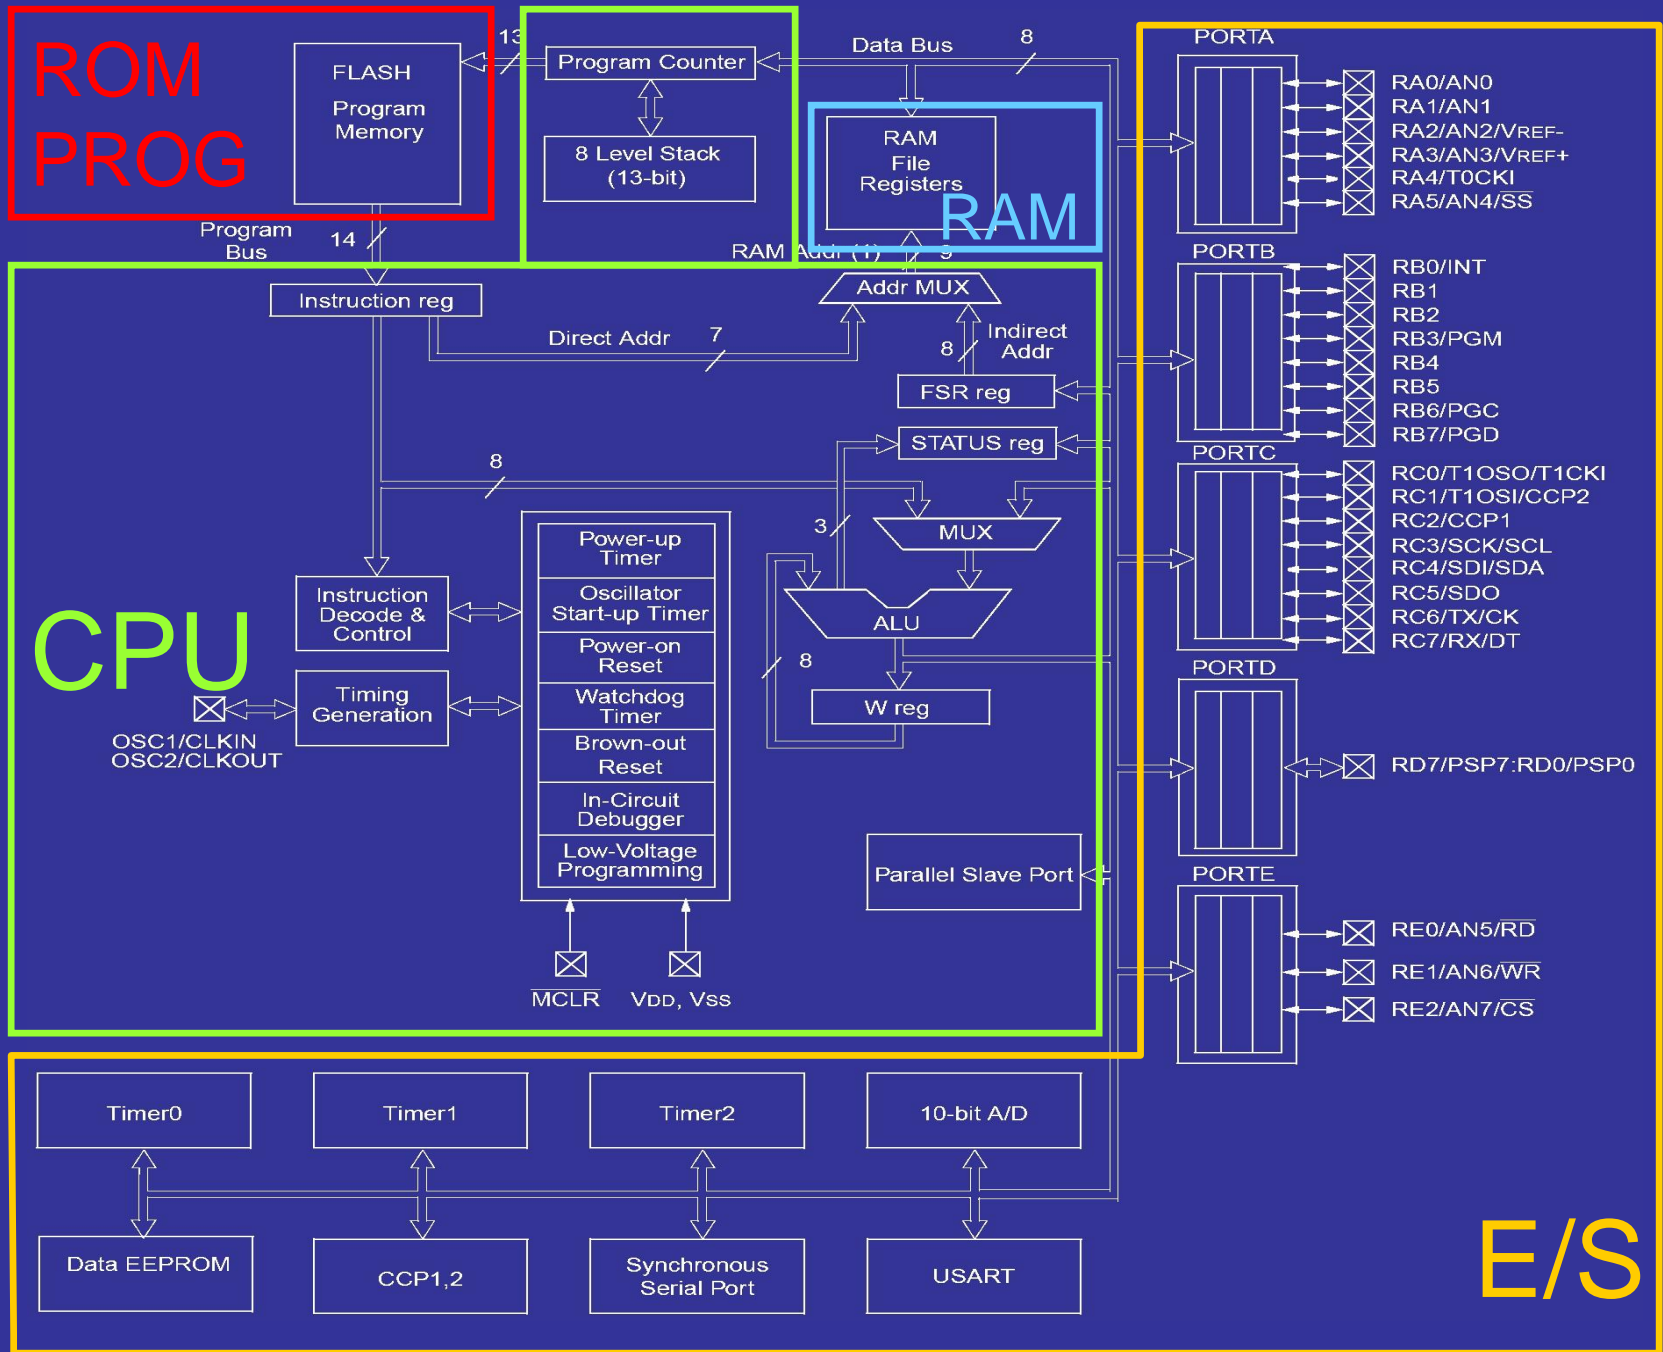 ROM
PROG
FLASH
Program
Memory
13
Program Counter
8 Level Stack
(13-bit)
Data Bus
8
RAM
File
Registers
RAM
Program
Bus
14
RAM Addr (1)
9
Addr MUX
Instruction reg
Direct Addr
7
8
Indirect
Addr
FSR reg
STATUS reg
8
3
MUX
ALU
8
W reg
CPU
Instruction
Decode &
Control
Timing
Generation
OSC1/CLKIN
OSC2/CLKOUT
Power-up
Timer
Oscillator
Start-up Timer
Power-on
Reset
Watchdog
Timer
Brown-out
Reset
In-Circuit
Debugger
Low-Voltage
Programming
MCLR
VDD, VSS
Parallel Slave Port
PORTA
RA0/AN0
RA1/AN1
RA2/AN2/VREF-
RA3/AN3/VREF+
RA4/T0CKI
RA5/AN4/SS
PORTB
RB0/INT
RB1
RB2
RB3/PGM
RB4
RB5
RB6/PGC
RB7/PGD
PORTC
RC0/T1OSO/T1CKI
RC1/T1OSI/CCP2
RC2/CCP1
RC3/SCK/SCL
RC4/SDI/SDA
RC5/SDO
RC6/TX/CK
RC7/RX/DT
PORTD
RD7/PSP7:RD0/PSP0
PORTE
RE0/AN5/RD
RE1/AN6/WR
RE2/AN7/CS
Timer0
Timer1
Timer2
10-bit A/D
Data EEPROM
CCP1,2
Synchronous
Serial Port
USART
E/S